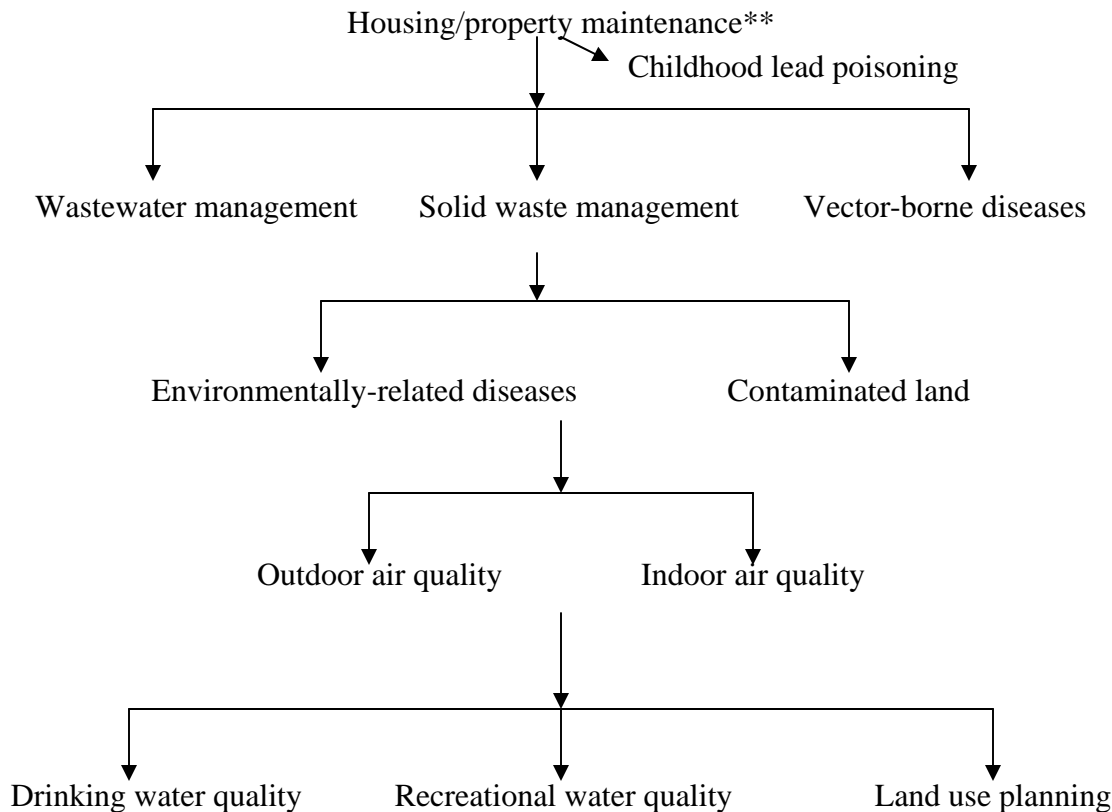 Housing/property maintenance**
Childhood lead poisoning
Wastewater management Solid waste management Vector-borne diseases
Environmentally-related diseases Contaminated land
Outdoor air quality Indoor air quality
Drinking water quality Recreational water quality Land use planning